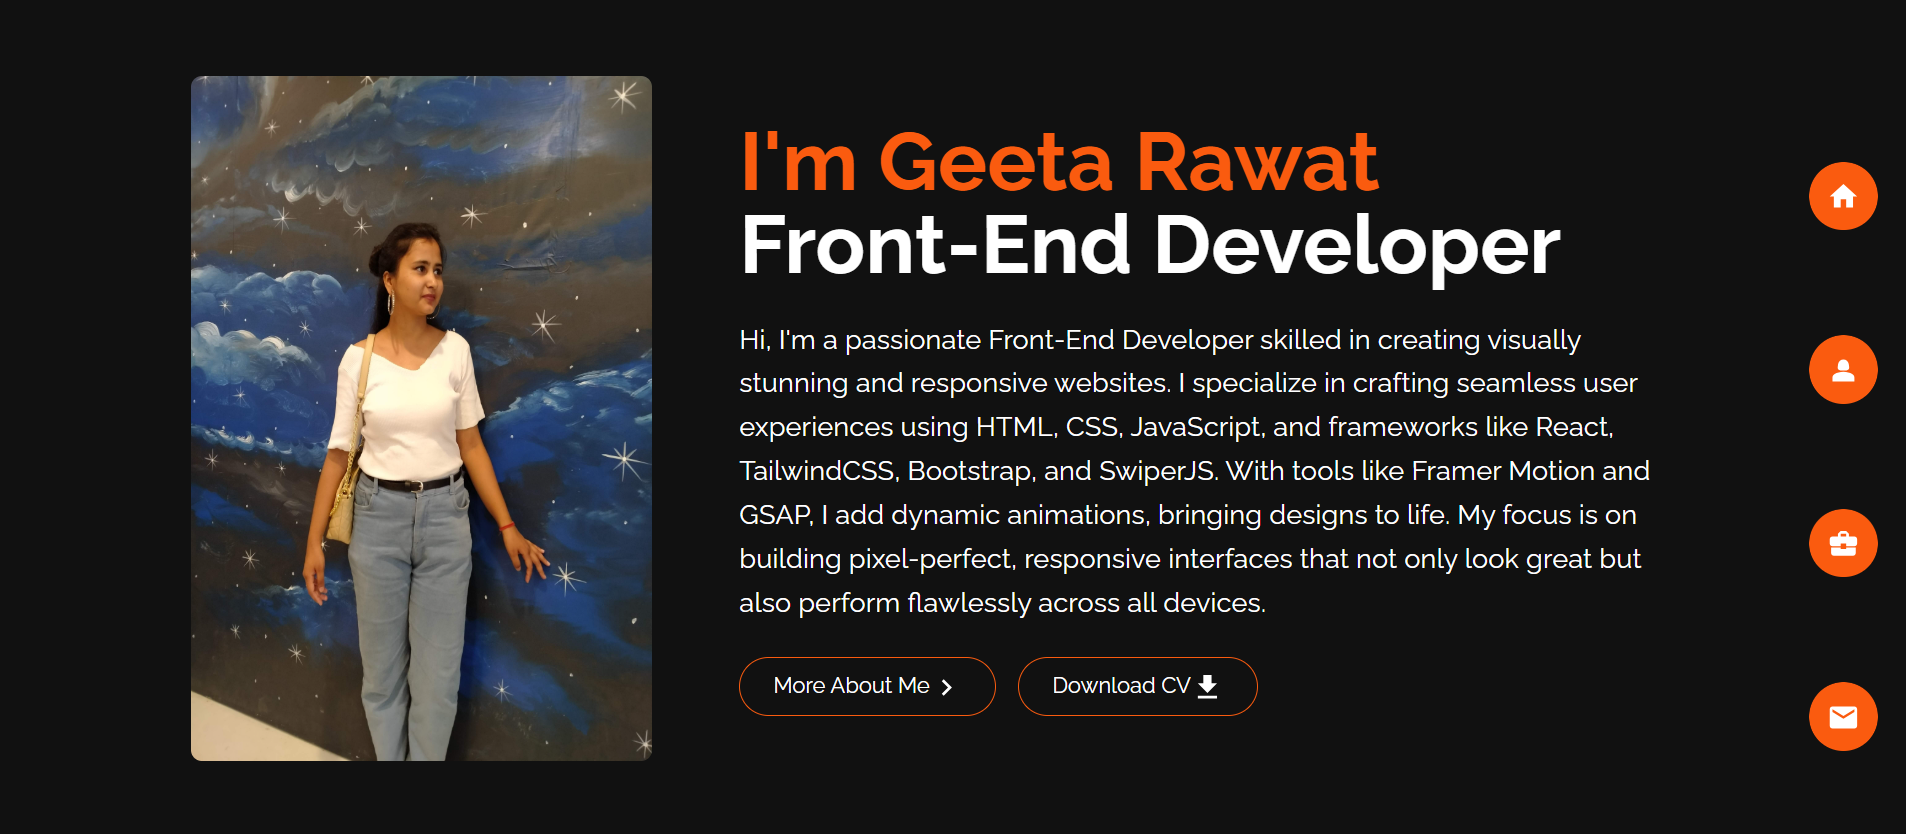 I'm Geeta Rawat
Front-End Developer
Hi, I'm a passionate Front-End Developer skilled in creating visually
stunning and responsive websites. I specialize in crafting seamless user
experiences using HTML, CSS, JavaScript, and frameworks like React,
TailwindCSS, Bootstrap, and SwiperJS. With tools like Framer Motion and
GSAP, I add dynamic animations, bringing designs to life. My focus is on
building pixel-perfect, responsive interfaces that not only look great but
also perform flawlessly across all devices.
More About Me
Download CV